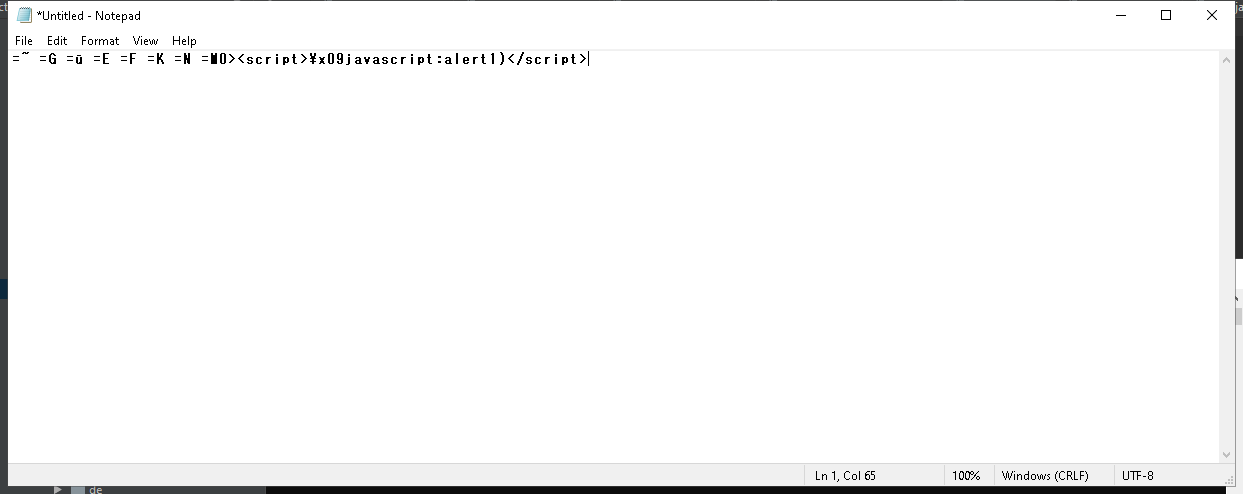 *Untitled - Notepad
File Edit Format View Help
=~ =G =ū =E =F =K =N =MO><script>¥x09javascript:alert1)</script>
Ln 1, Col 65 100% Windows (CRLF) UTF-8
de